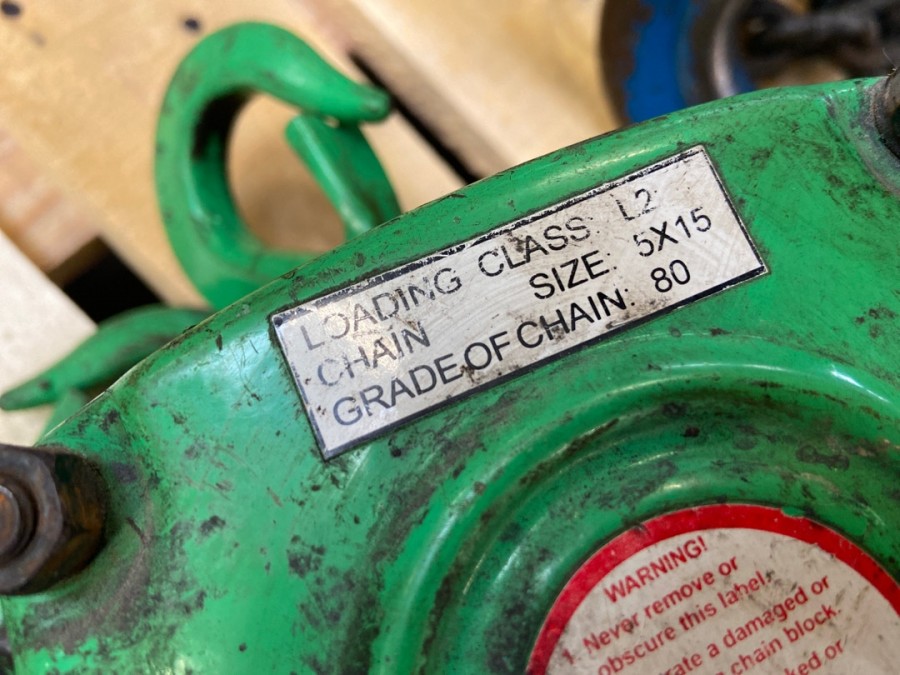 LOADING CLASS: L2
CHAIN SIZE: 5X15
GRADE OF CHAIN: 80
WARNING!
Never remove or
obscure this label.
a damaged or
chain block.
or